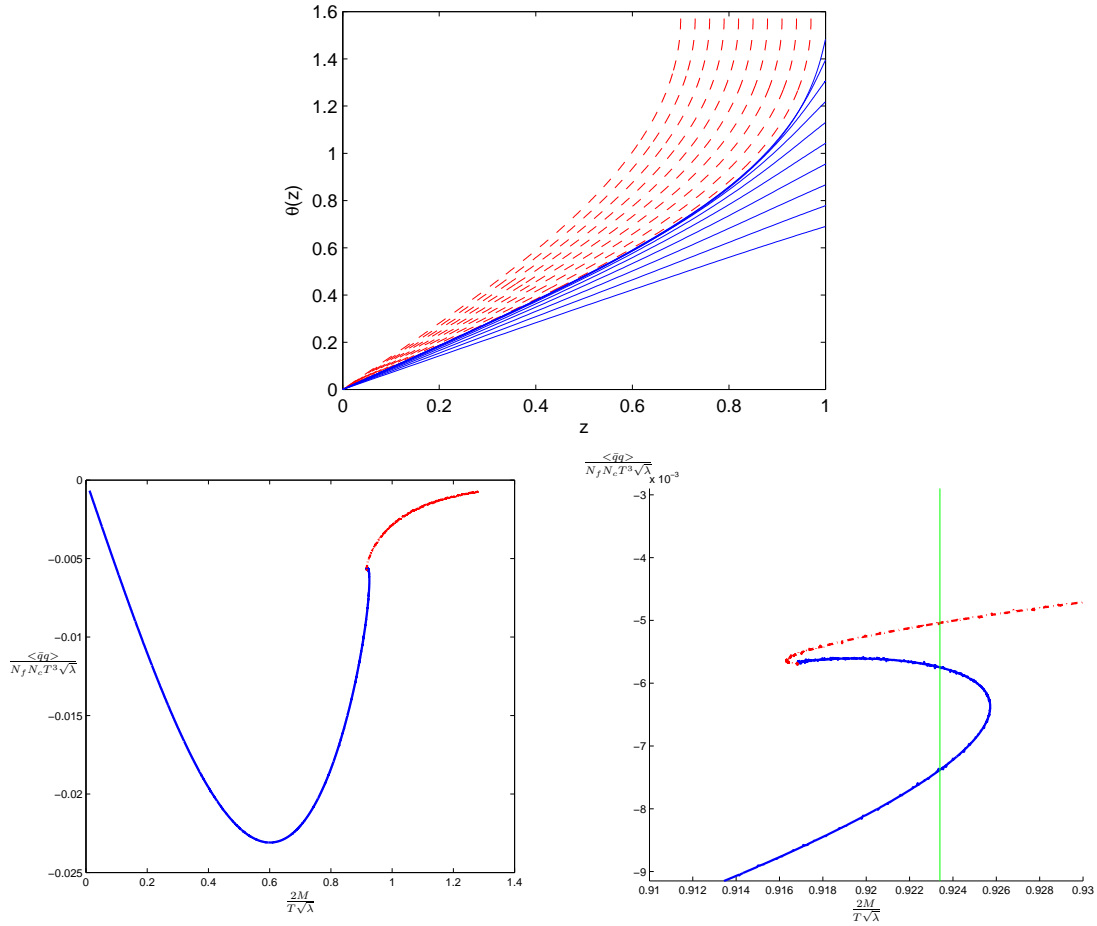 1.6
1.4
1.2
1
0.8
0.6
0.4
0.2
0
θ(z)
0 0.2 0.4 0.6 0.8 1
z
0
−0.005
−0.01
−0.015
−0.02
−0.025
<q̄q>
N_f N_c T^3 √λ
0 0.2 0.4 0.6 0.8 1 1.2 1.4
2M
T√λ
<q̄q>
N_f N_c T^3 √λ
x 10^−3
−3
−4
−5
−6
−7
−8
−9
0.91 0.912 0.914 0.916 0.918 0.92 0.922 0.924 0.926 0.928 0.93
2M
T√λ